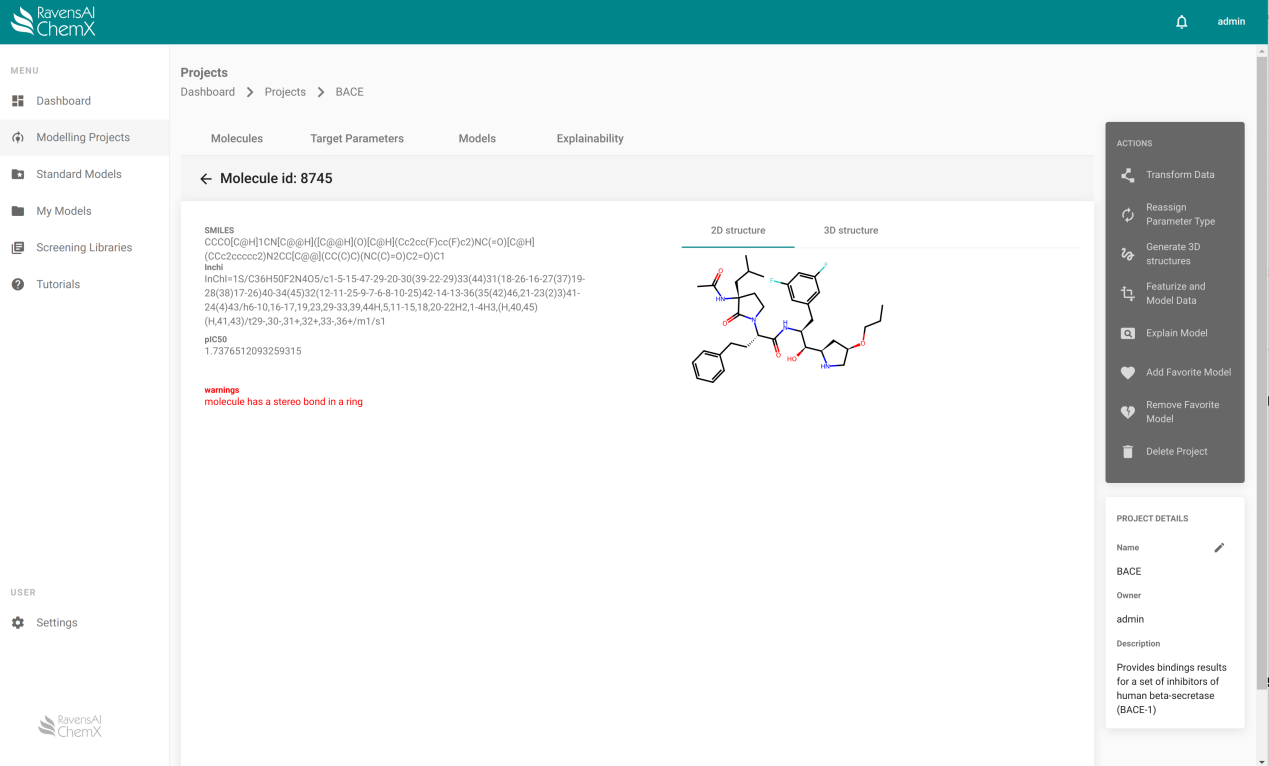 RavensAI
ChemX
admin
MENU
Dashboard
Modelling Projects
Standard Models
My Models
Screening Libraries
Tutorials
USER
Settings
RavensAI
ChemX
Projects
Dashboard > Projects > BACE
Molecules Target Parameters Models Explainability
← Molecule id: 8745
SMILES
CCCO[C@H]1CN[C@@H]([C@@H](O)[C@H](Cc2cc(F)cc(F)c2)NC(=O)[C@H]
(CCc2ccccc2)N2CC[C@@](CC(C)C)(NC(C)=O)C2=O)C1
Inchi
InChI=1S/C36H50F2N4O5/c1-5-15-47-29-20-30(39-22-29)33(44)31(18-26-16-27(37)19-
28(38)17-26)40-34(45)32(12-11-25-9-7-6-8-10-25)42-14-13-36(35(42)46,21-23(2)3)41-
24(4)43/h6-10,16-17,19,23,29-33,39,44H,5,11-15,18,20-22H2,1-4H3,(H,40,45)
(H,41,43)/t29-,30-,31+,32+,33-,36+/m1/s1
pIC50
1.7376512093259315
warnings
molecule has a stereo bond in a ring
2D structure 3D structure
F
F
O
HN
O
N
H
N
O
HO
O
HN
ACTIONS
Transform Data
Reassign
Parameter Type
Generate 3D
structures
Featurize and
Model Data
Explain Model
Add Favorite Model
Remove Favorite
Model
Delete Project
PROJECT DETAILS
Name
BACE
Owner
admin
Description
Provides bindings results
for a set of inhibitors of
human beta-secretase
(BACE-1)